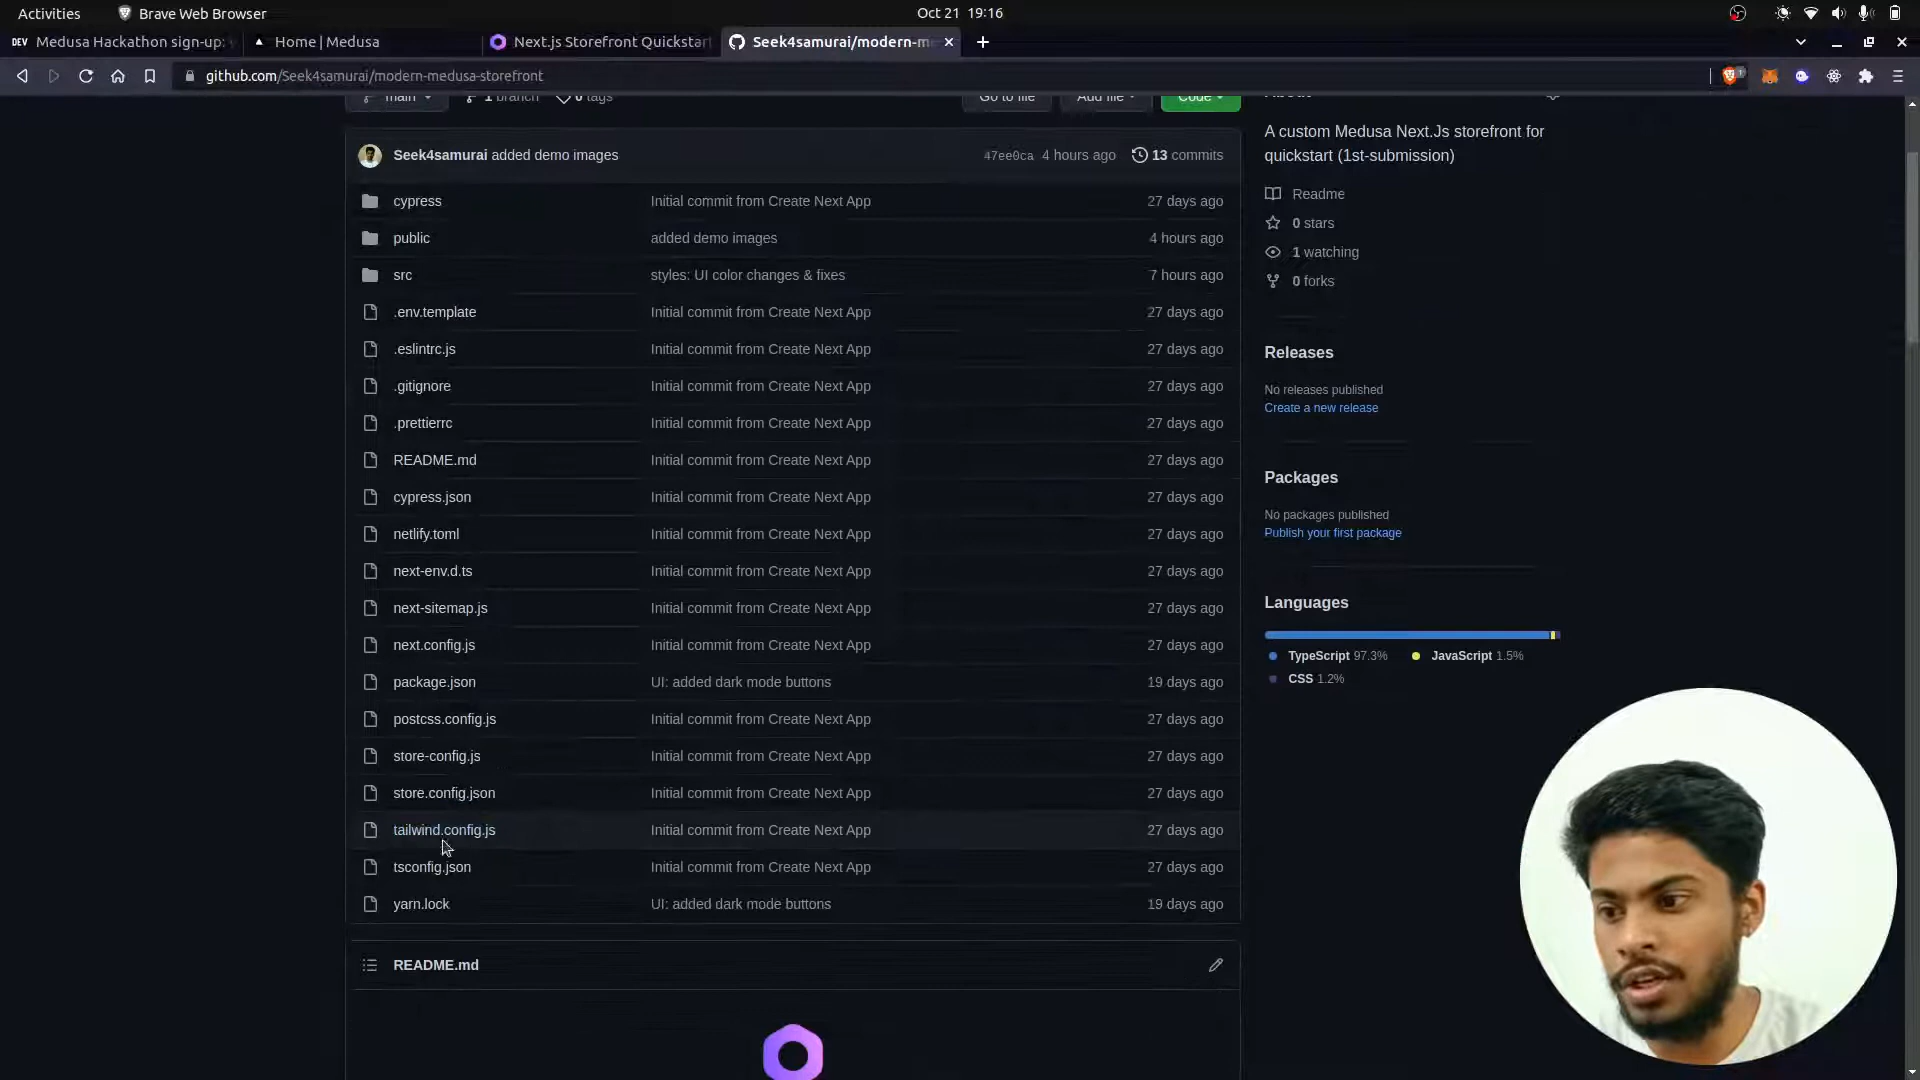 Activities
Brave Web Browser
Oct 21 19:16
DEV Medusa Hackathon sign-up:
Home | Medusa
Next.js Storefront Quickstar
Seek4samurai/modern-m
github.com/Seek4samurai/modern-medusa-storefront
main
1 branch
tags
Go to file
Add file
Code
About
Seek4samurai added demo images
47ee0ca 4 hours ago
13 commits
cypress Initial commit from Create Next App 27 days ago
public added demo images 4 hours ago
src styles: UI color changes & fixes 7 hours ago
.env.template Initial commit from Create Next App 27 days ago
.eslintrc.js Initial commit from Create Next App 27 days ago
.gitignore Initial commit from Create Next App 27 days ago
.prettierrc Initial commit from Create Next App 27 days ago
README.md Initial commit from Create Next App 27 days ago
cypress.json Initial commit from Create Next App 27 days ago
netlify.toml Initial commit from Create Next App 27 days ago
next-env.d.ts Initial commit from Create Next App 27 days ago
next-sitemap.js Initial commit from Create Next App 27 days ago
next.config.js Initial commit from Create Next App 27 days ago
package.json UI: added dark mode buttons 19 days ago
postcss.config.js Initial commit from Create Next App 27 days ago
store-config.js Initial commit from Create Next App 27 days ago
store.config.json Initial commit from Create Next App 27 days ago
tailwind.config.js Initial commit from Create Next App 27 days ago
tsconfig.json Initial commit from Create Next App 27 days ago
yarn.lock UI: added dark mode buttons 19 days ago
README.md
A custom Medusa Next.Js storefront for
quickstart (1st-submission)
Readme
0 stars
1 watching
0 forks
Releases
No releases published
Create a new release
Packages
No packages published
Publish your first package
Languages
TypeScript 97.3%
JavaScript 1.5%
CSS 1.2%